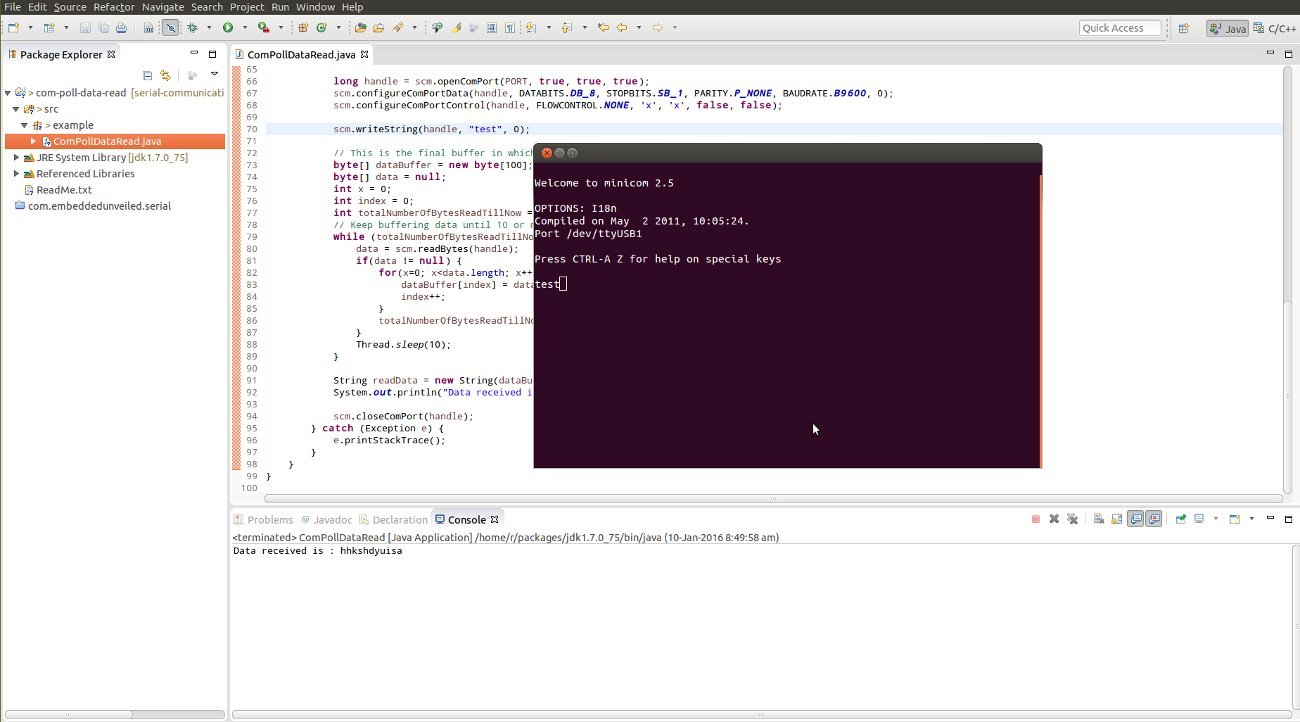 File Edit Source Refactor Navigate Search Project Run Window Help
Quick Access
Java
C/C++
Package Explorer
> com-poll-data-read [serial-communicati
> src
> example
ComPollDataRead.java
JRE System Library [jdk1.7.0_75]
Referenced Libraries
ReadMe.txt
com.embeddedunveiled.serial
ComPollDataRead.java
65
66 long handle = scm.openComPort(PORT, true, true, true);
67 scm.configureComPortData(handle, DATABITS.DB_8, STOPBITS.SB_1, PARITY.P_NONE, BAUDRATE.B9600, 0);
68 scm.configureComPortControl(handle, FLOWCONTROL.NONE, 'x', 'x', false, false);
69
70 scm.writeString(handle, "test", 0);
71
72 // This is the final buffer in which
73 byte[] dataBuffer = new byte[100];
74 byte[] data = null;
75 int x = 0;
76 int index = 0;
77 int totalNumberOfBytesReadTillNow =
78 // Keep buffering data until 10 or
79 while (totalNumberOfBytesReadTillNo
80 data = scm.readBytes(handle);
81 if(data != null) {
82 for(x=0; x<data.length; x++
83 dataBuffer[index] = data
84 index++;
85 }
86 totalNumberOfBytesReadTillNo
87 }
88 Thread.sleep(10);
89 }
90
91 String readData = new String(dataBu
92 System.out.println("Data received i
93
94 scm.closeComPort(handle);
95 } catch (Exception e) {
96 e.printStackTrace();
97 }
98 }
99 }
100
Welcome to minicom 2.5
OPTIONS: I18n
Compiled on May  2 2011, 10:05:24.
Port /dev/ttyUSB1
Press CTRL-A Z for help on special keys
test
Problems @ Javadoc Declaration Console
<terminated> ComPollDataRead [Java Application] /home/r/packages/jdk1.7.0_75/bin/java (10-Jan-2016 8:49:58 am)
Data received is : hhkshdyuisa